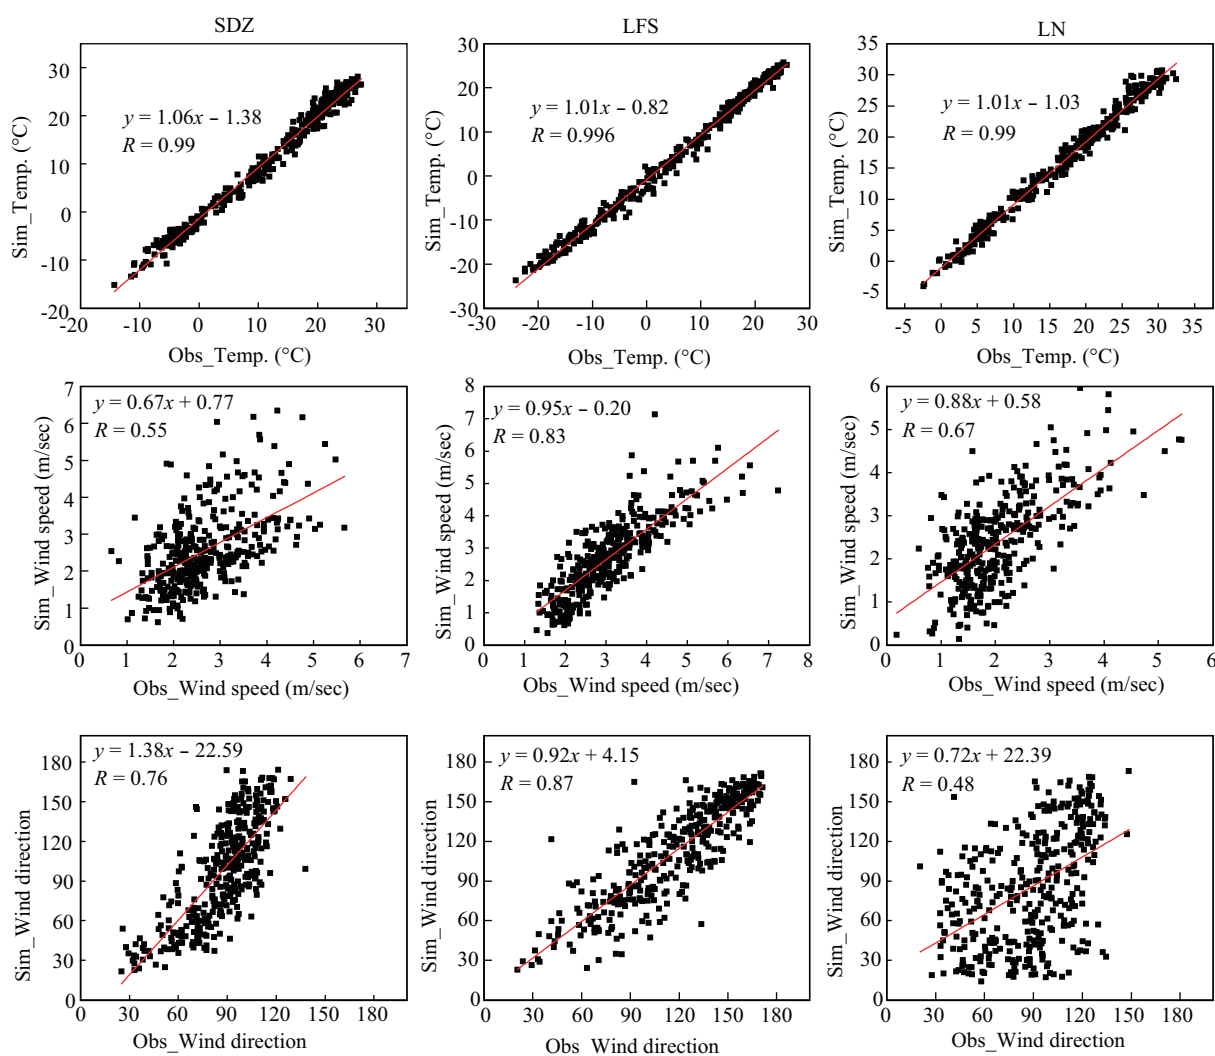 SDZ
LFS
LN
30
20
10
0
-10
-20
Sim_Temp. (°C)
y = 1.06x – 1.38
R = 0.99
-20 -10 0 10 20 30
Obs_Temp. (°C)
30
20
10
0
-10
-20
-30
Sim_Temp. (°C)
y = 1.01x – 0.82
R = 0.996
-30 -20 -10 0 10 20 30
Obs_Temp. (°C)
35
30
25
20
15
10
5
0
-5
Sim_Temp. (°C)
y = 1.01x – 1.03
R = 0.99
-5 0 5 10 15 20 25 30 35
Obs_Temp. (°C)
7
6
5
4
3
2
1
0
Sim_Wind speed (m/sec)
y = 0.67x + 0.77
R = 0.55
0 1 2 3 4 5 6 7
Obs_Wind speed (m/sec)
8
7
6
5
4
3
2
1
0
Sim_Wind speed (m/sec)
y = 0.95x – 0.20
R = 0.83
0 1 2 3 4 5 6 7 8
Obs_Wind speed (m/sec)
6
5
4
3
2
1
0
Sim_Wind speed (m/sec)
y = 0.88x + 0.58
R = 0.67
0 1 2 3 4 5 6
Obs_Wind speed (m/sec)
180
150
120
90
60
30
0
Sim_Wind direction
y = 1.38x – 22.59
R = 0.76
0 30 60 90 120 150 180
Obs_Wind direction
180
150
120
90
60
30
0
Sim_Wind direction
y = 0.92x + 4.15
R = 0.87
0 30 60 90 120 150 180
Obs_Wind direction
180
150
120
90
60
30
0
Sim_Wind direction
y = 0.72x + 22.39
R = 0.48
0 30 60 90 120 150 180
Obs_Wind direction